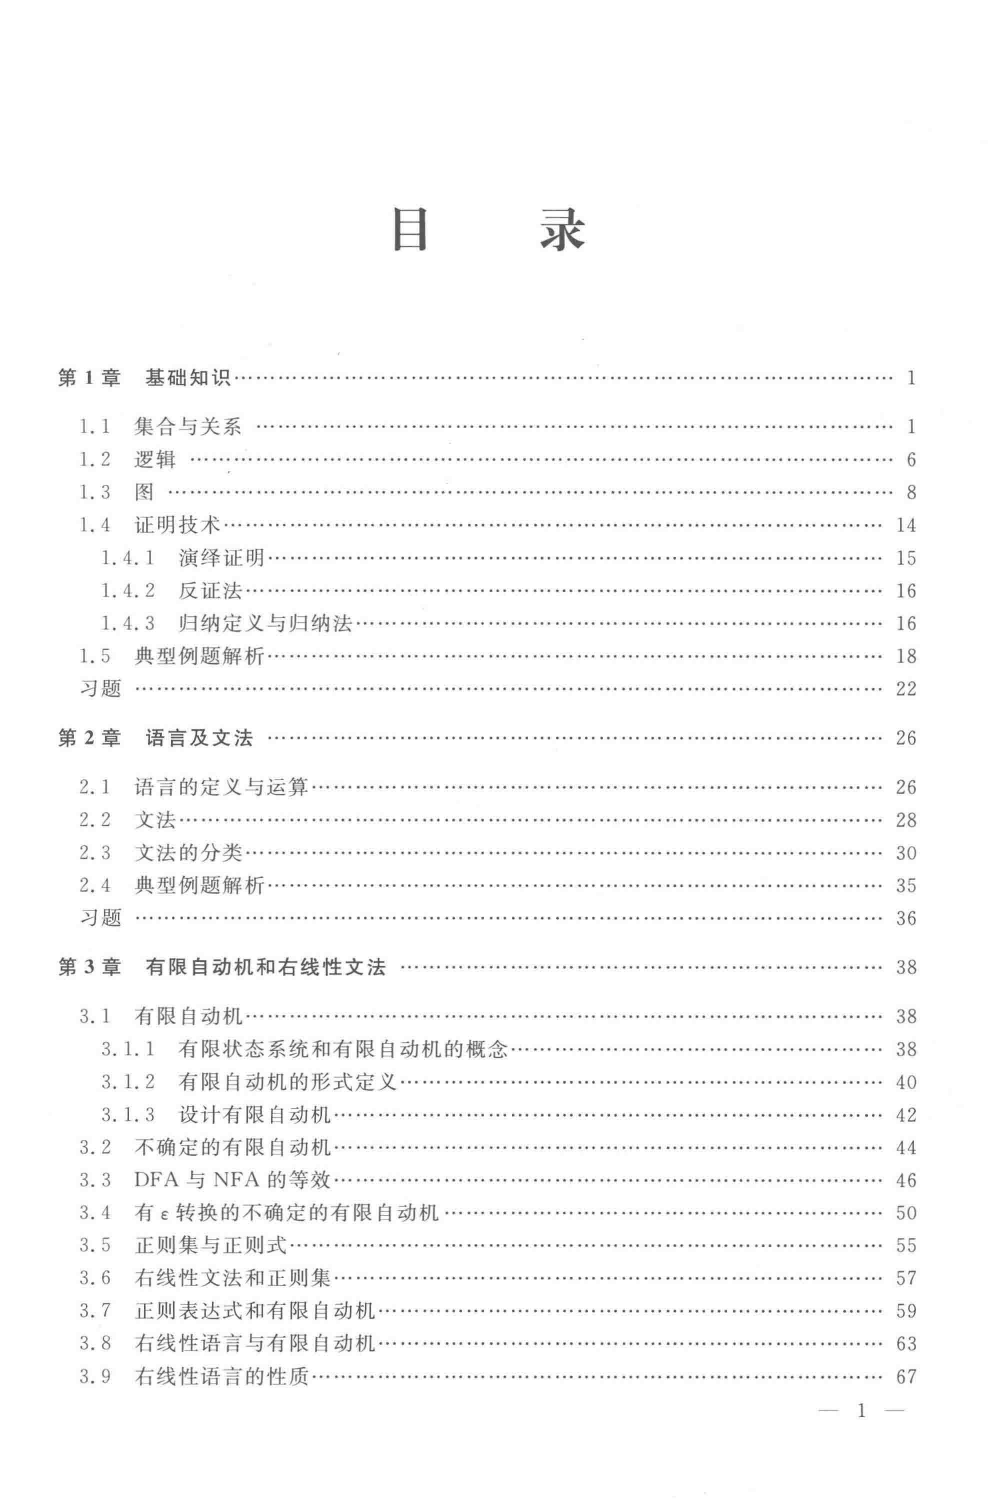 目 录
第 1 章 基础知识…………………………………………………………………… 1
1.1 集合与关系 …………………………………………………………………… 1
1.2 逻辑 …………………………………………………………………… 6
1.3 图 …………………………………………………………………… 8
1.4 证明技术…………………………………………………………………… 14
1.4.1 演绎证明…………………………………………………………………… 15
1.4.2 反证法…………………………………………………………………… 16
1.4.3 归纳定义与归纳法…………………………………………………………………… 16
1.5 典型例题解析…………………………………………………………………… 18
习题 …………………………………………………………………… 22
第 2 章 语言及文法 …………………………………………………………………… 26
2.1 语言的定义与运算…………………………………………………………………… 26
2.2 文法…………………………………………………………………… 28
2.3 文法的分类…………………………………………………………………… 30
2.4 典型例题解析…………………………………………………………………… 35
习题 …………………………………………………………………… 36
第 3 章 有限自动机和右线性文法 …………………………………………………………………… 38
3.1 有限自动机…………………………………………………………………… 38
3.1.1 有限状态系统和有限自动机的概念…………………………………………………………………… 38
3.1.2 有限自动机的形式定义…………………………………………………………………… 40
3.1.3 设计有限自动机…………………………………………………………………… 42
3.2 不确定的有限自动机…………………………………………………………………… 44
3.3 DFA 与 NFA 的等效…………………………………………………………………… 46
3.4 有 ε 转换的不确定的有限自动机…………………………………………………………………… 50
3.5 正则集与正则式…………………………………………………………………… 55
3.6 右线性文法和正则集…………………………………………………………………… 57
3.7 正则表达式和有限自动机…………………………………………………………………… 59
3.8 右线性语言与有限自动机…………………………………………………………………… 63
3.9 右线性语言的性质…………………………………………………………………… 67
— 1 —